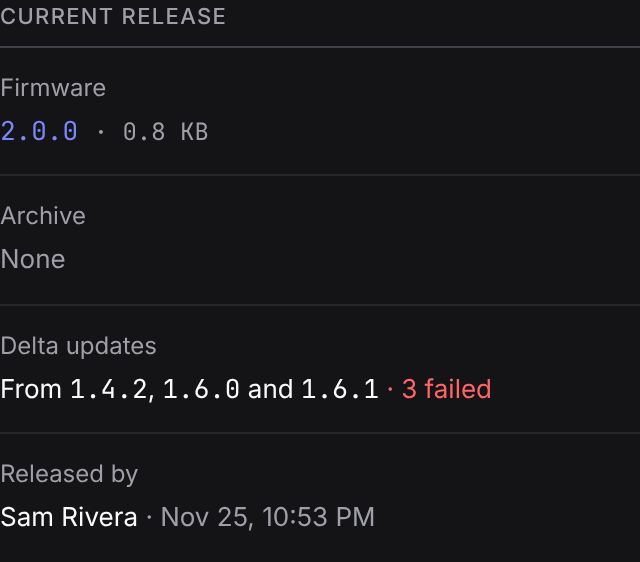 CURRENT RELEASE
Firmware
2.0.0 · 0.8 KB
Archive
None
Delta updates
From 1.4.2, 1.6.0 and 1.6.1 · 3 failed
Released by
Sam Rivera · Nov 25, 10:53 PM